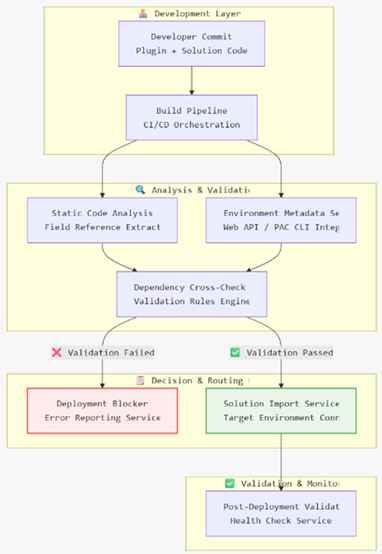 Development Layer
Developer Commit
Plugin + Solution Code
Build Pipeline
CI/CD Orchestration
Analysis & Validatio
Static Code Analysis
Field Reference Extract
Environment Metadata Se
Web API / PAC CLI Integ
Dependency Cross-Check
Validation Rules Engine
❌ Validation Failed
✅ Validation Passed
Decision & Routing
Deployment Blocker
Error Reporting Service
Solution Import Service
Target Environment Conn
✅ Validation & Monito
Post-Deployment Validat
Health Check Service